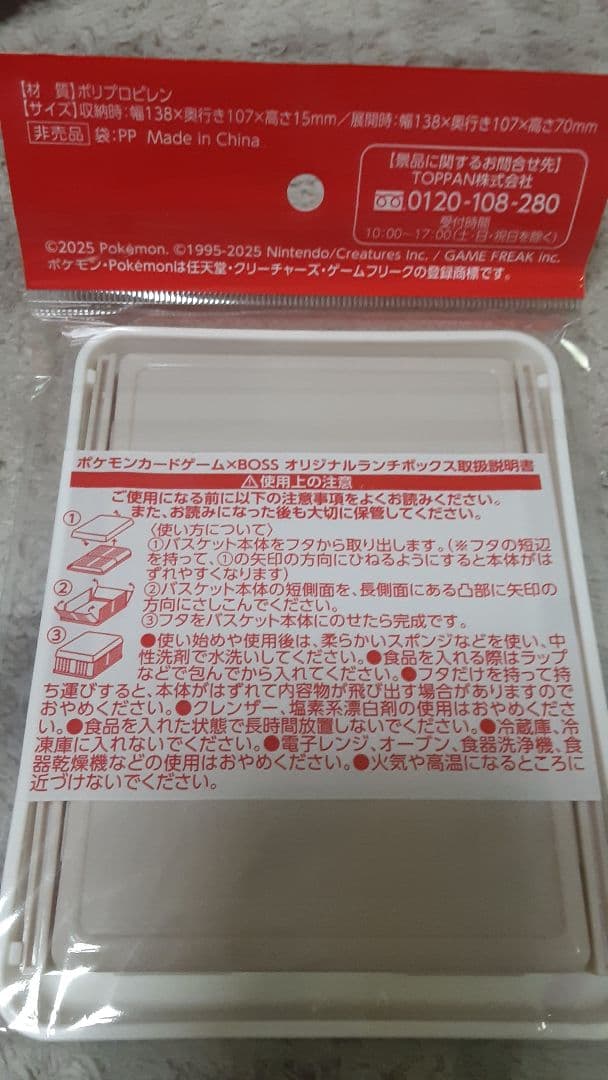 【材 質】ポリプロピレン
【サイズ】収納時：幅138×奥行き107×高さ15mm／展開時：幅138×奥行き107×高さ70mm
非売品 袋：PP Made in China
【景品に関するお問合せ先】
TOPPAN株式会社
0120-108-280
受付時間
10:00～17:00(土・日・祝日を除く)
©2025 Pokémon. ©1995-2025 Nintendo/Creatures Inc. / GAME FREAK inc.
ポケモン・Pokémonは任天堂・クリーチャーズ・ゲームフリークの登録商標です。
ポケモンカードゲーム×BOSS オリジナルランチボックス取扱説明書
⚠使用上の注意
ご使用になる前に以下の注意事項をよくお読みください。
また、お読みになった後も大切に保管してください。
① 〈使い方について〉
①バスケット本体をフタから取り出します。(※フタの短辺
を持って、①の矢印の方向にひねるようにすると本体がは
ずれやすくなります)
② ②バスケット本体の短側面を、長側面にある凸部に矢印の
方向にさしこんでください。
③ ③フタをバスケット本体にのせたら完成です。
●使い始めや使用後は、柔らかいスポンジなどを使い、中
性洗剤で水洗いしてください。●食品を入れる際はラップ
などで包んでから入れてください。●フタだけを持って持
ち運びすると、本体がはずれて内容物が飛び出す場合がありますので
おやめください。●クレンザー、塩素系漂白剤の使用はおやめくださ
い。●食品を入れた状態で長時間放置しないでください。●冷蔵庫、冷
凍庫に入れないでください。●電子レンジ、オーブン、食器洗浄機、食
器乾燥機などの使用はおやめください。●火気や高温になるところに
近づけないでください。